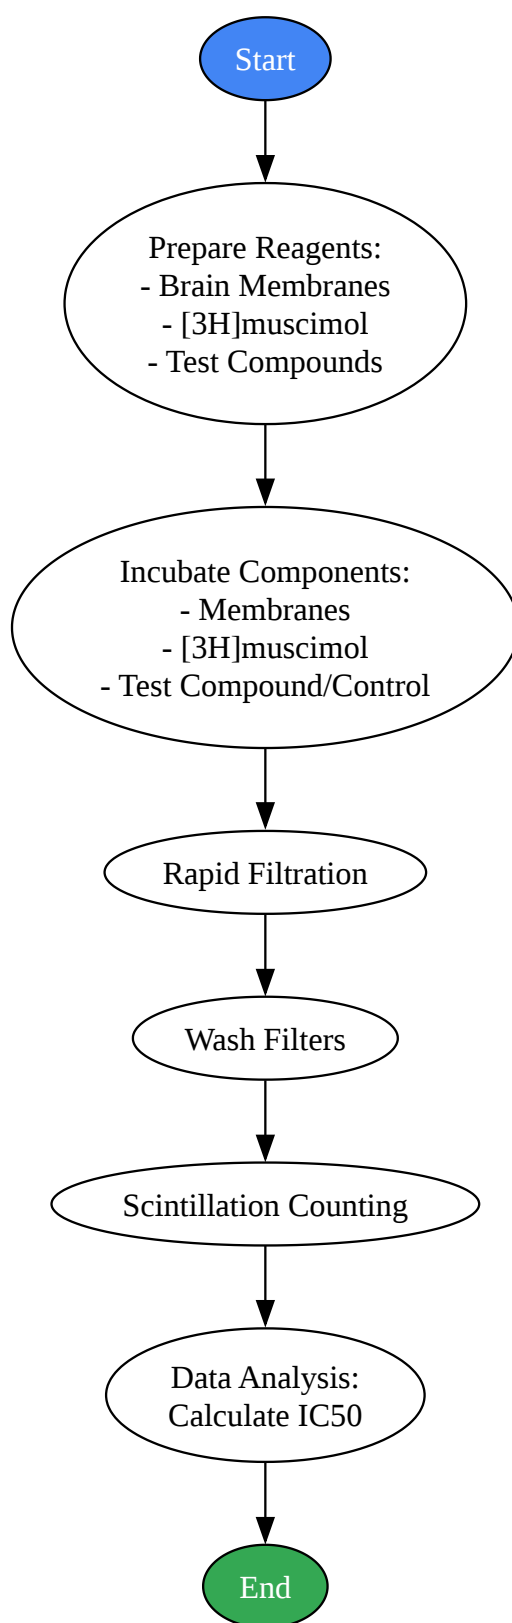 Start
Prepare Reagents:
- Brain Membranes
- [3H]muscimol
- Test Compounds
Incubate Components:
- Membranes
- [3H]muscimol
- Test Compound/Control
Rapid Filtration
Wash Filters
Scintillation Counting
Data Analysis:
Calculate IC50
End